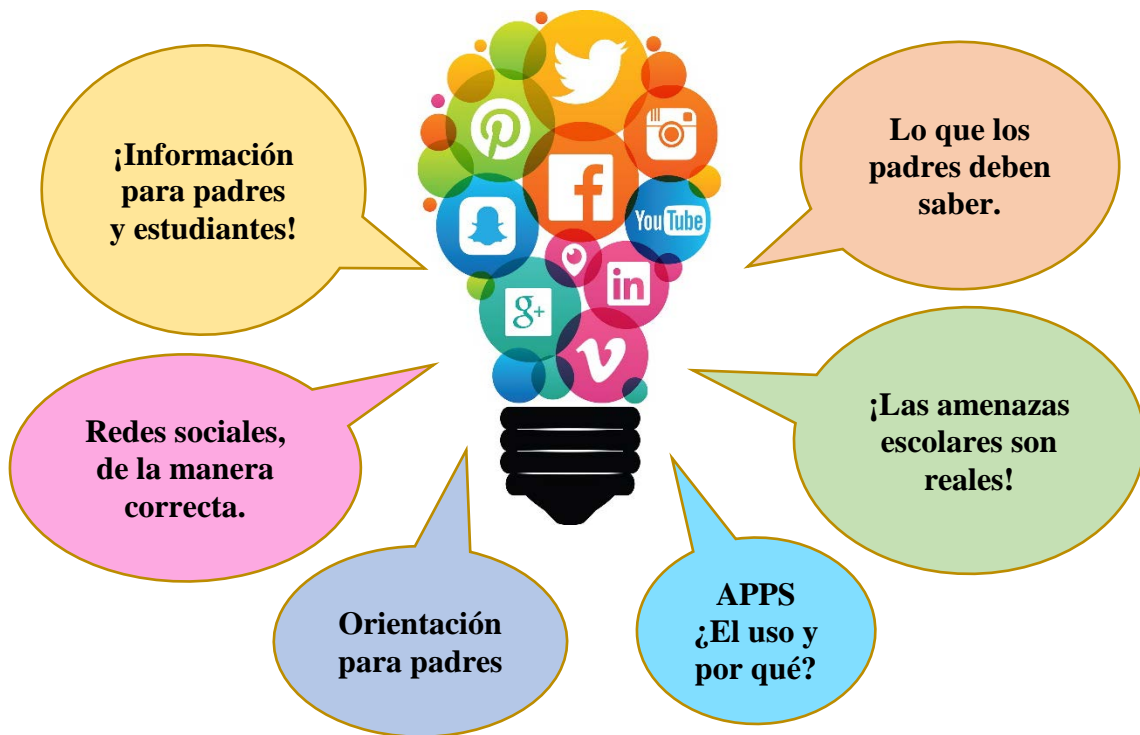 ¡Información
para padres
y estudiantes!
Lo que los
padres deben
saber.
YouTube
in
g+
Redes sociales,
de la manera
correcta.
¡Las amenazas
escolares son
reales!
Orientación
para padres
APPS
¿El uso y
por qué?